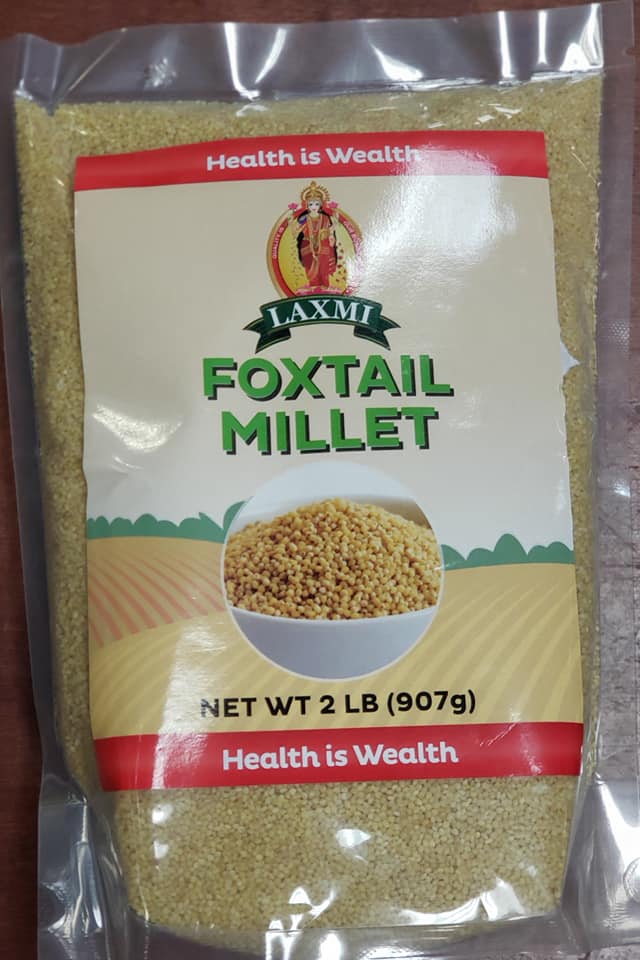 Health is Wealth
LAXMI
FOXTAIL
MILLET
NET WT 2 LB (907g)
Health is Wealth